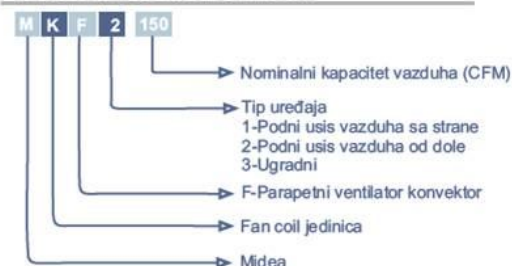 M K F 2 150
Nominalni kapacitet vazduha (CFM)
Tip uređaja
1-Podni usis vazduha sa strane
2-Podni usis vazduha od dole
3-Ugradni
F-Parapetni ventilator konvektor
Fan coil jedinica
Midea